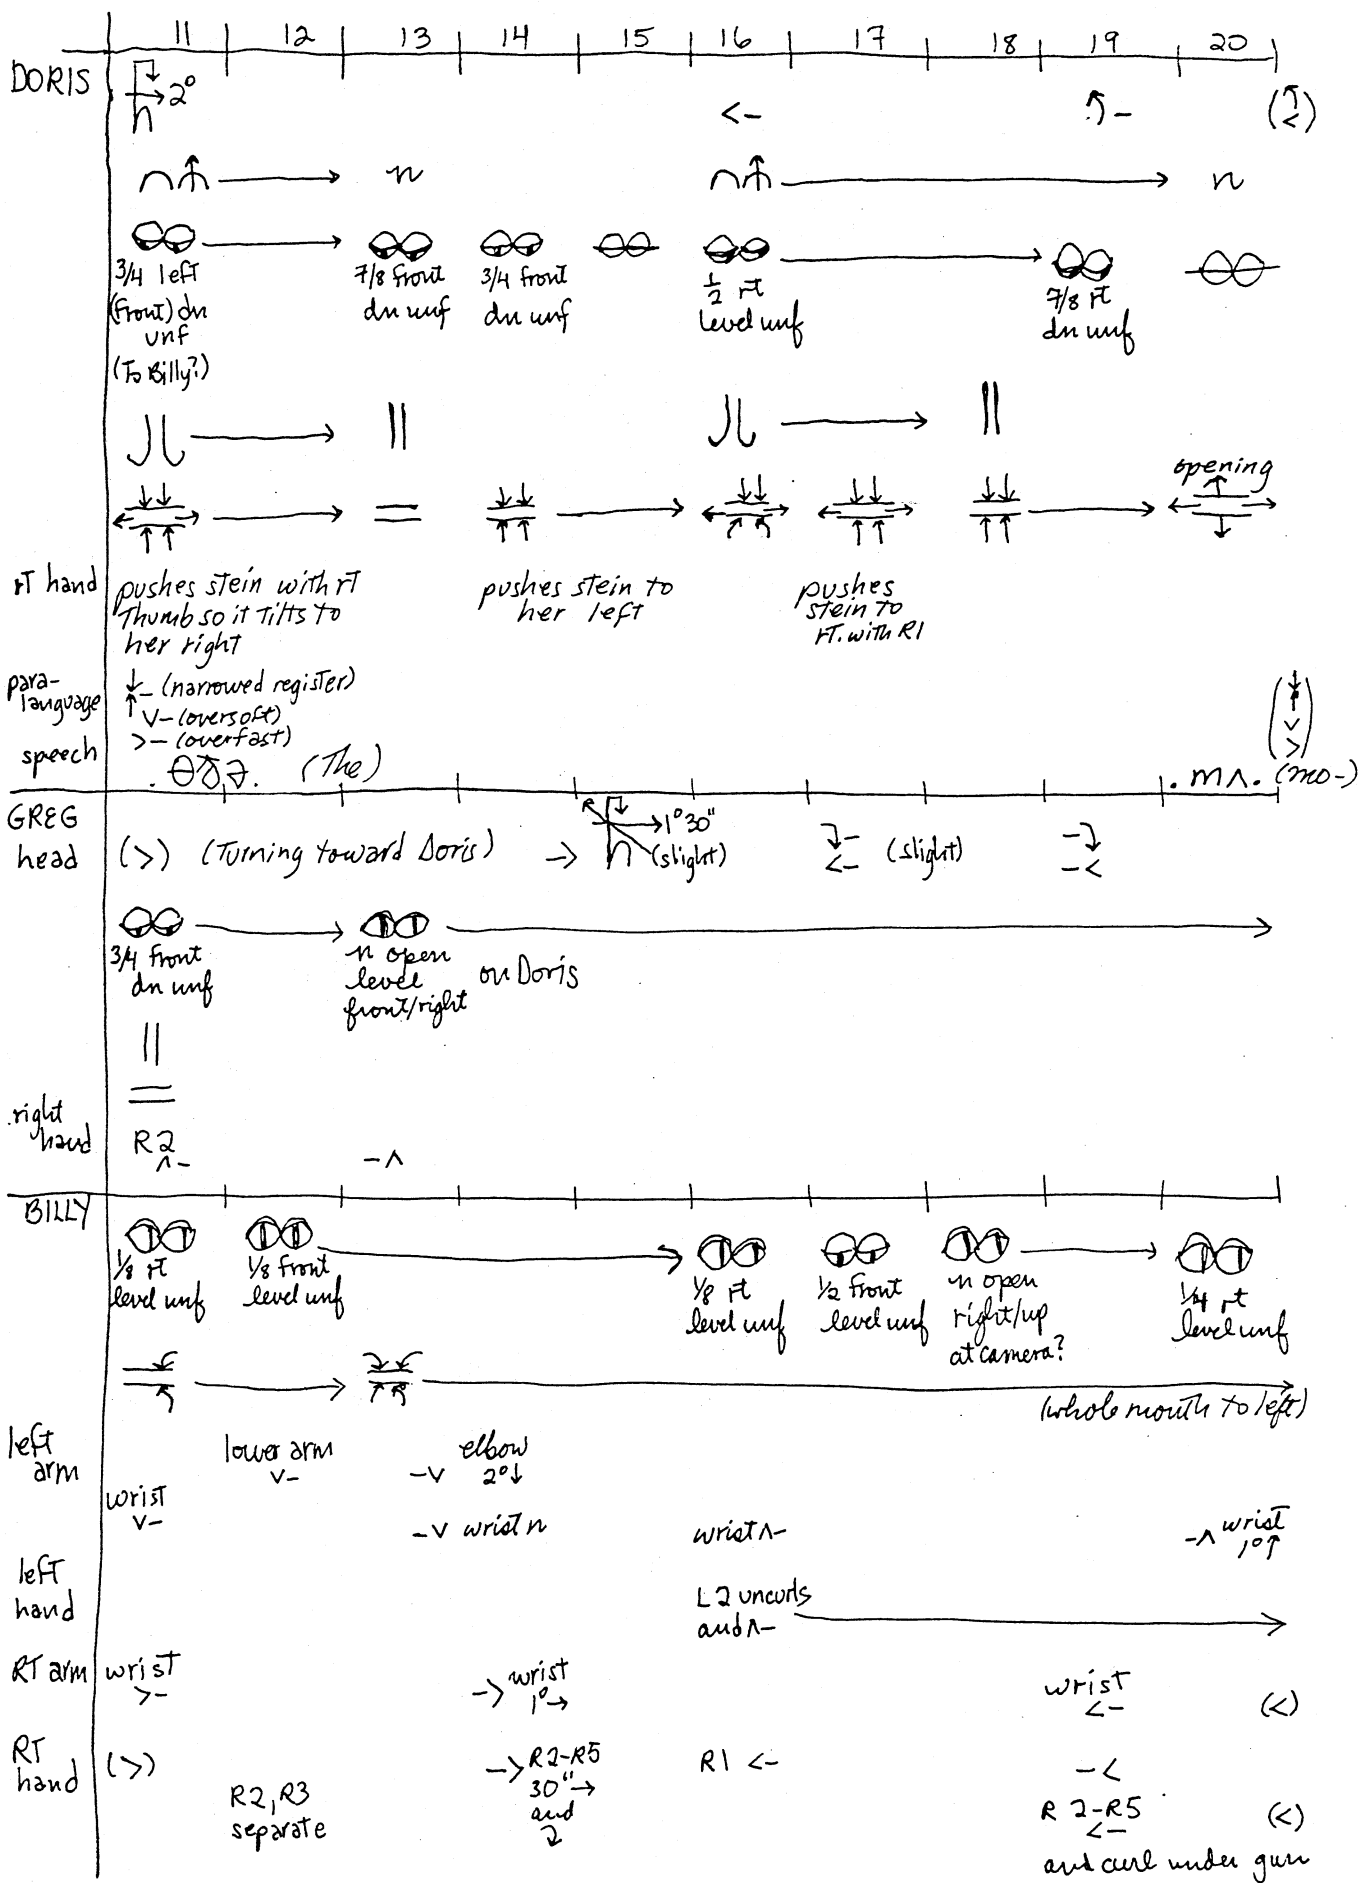 11 12 13 14 15 16 17 18 19 20
DORIS
h → 2°
<- - (<)
n n
3/4 left 7/8 front 3/4 front 1/2 rt 7/8 rt
(front) dn dn unf dn unf level unf dn unf
unf
(To Billy?)
opening
rT hand pushes stein with rT pushes stein to pushes
Thumb so it Tilts to her left stein to
her right rT. with R1
para-
language - (narrowed register)
V- (oversoft) (v
>- (overfast) >)
speech (The) . mʌ. (mo-)
GREG
head (>) (Turning toward Doris) -> h → 1°30" (slight) <- (slight) -<
3/4 front n open on Doris
dn unf level
front/right
right
hand R2
ʌ- -ʌ
BILLY
1/8 rt 1/8 front 1/8 rt 1/2 front n open 1/4 rt
level unf level unf level unf level unf right/up level unf
at camera?
(whole mouth to left)
left
arm lower arm elbow
v- -v 2°↓
wrist
v- -v wrist n wrist ʌ- -ʌ wrist
1°↑
left
hand L2 uncurls
and ʌ-
RT arm wrist -> wrist wrist
>- 1°→ <- (<)
RT
hand (>) -> R2-R5 R1 <- -<
R2, R3 30"→ R 2-R5 (<)
separate and <-
and curl under gun